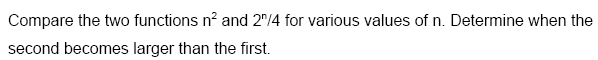 Compare the two functions n² and 2ⁿ/4 for various values of n. Determine when the
second becomes larger than the first.